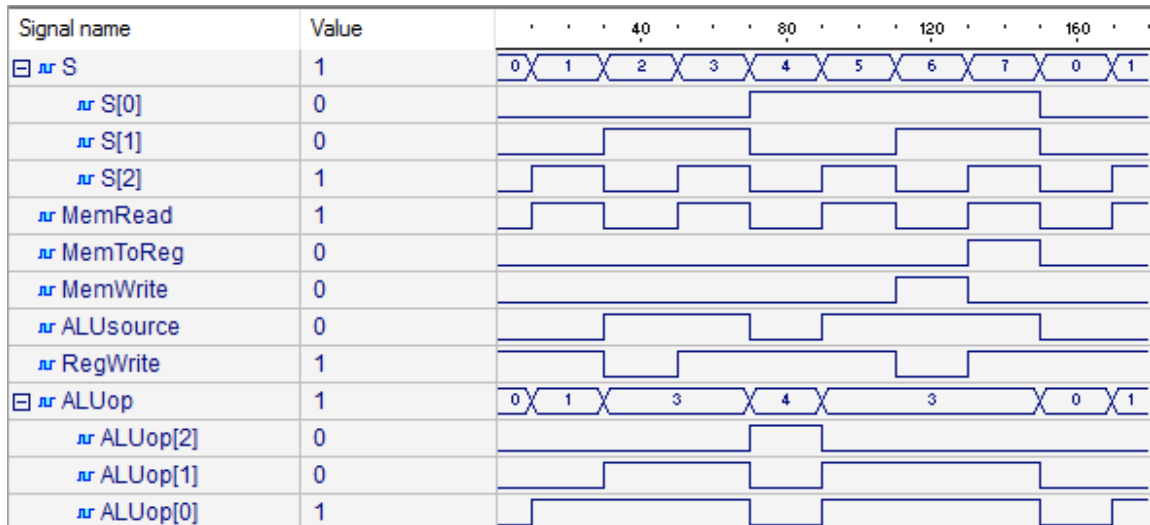 Signal name Value 40 80 120 160
S 1 0 1 2 3 4 5 6 7 0 1
S[0] 0
S[1] 0
S[2] 1
MemRead 1
MemToReg 0
MemWrite 0
ALUsource 0
RegWrite 1
ALUop 1 0 1 3 4 3 0 1
ALUop[2] 0
ALUop[1] 0
ALUop[0] 1